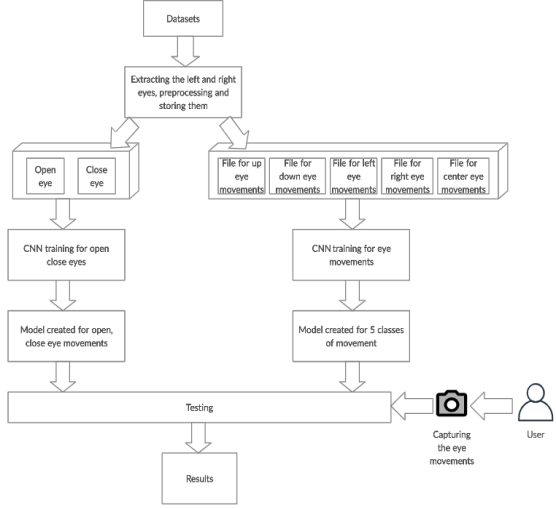 Datasets
Extracting the left and right
eyes, preprocessing and
storing them
Open
eye
Close
eye
File for up
eye
movements
File for
down eye
movements
File for left
eye
movements
File for
right eye
movements
File for
center eye
movements
CNN training for open
close eyes
CNN training for eye
movements
Model created for open,
close eye movements
Model created for 5 classes
of movement
Testing
Capturing
the eye
movements
User
Results